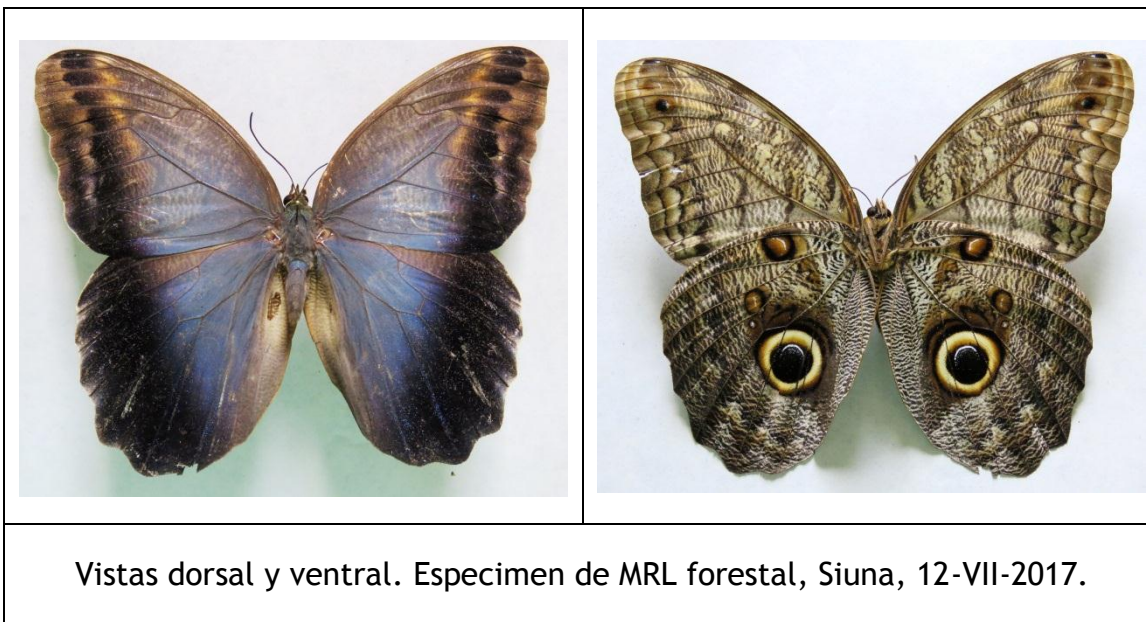 Vistas dorsal y ventral. Especimen de MRL forestal, Siuna, 12-VII-2017.